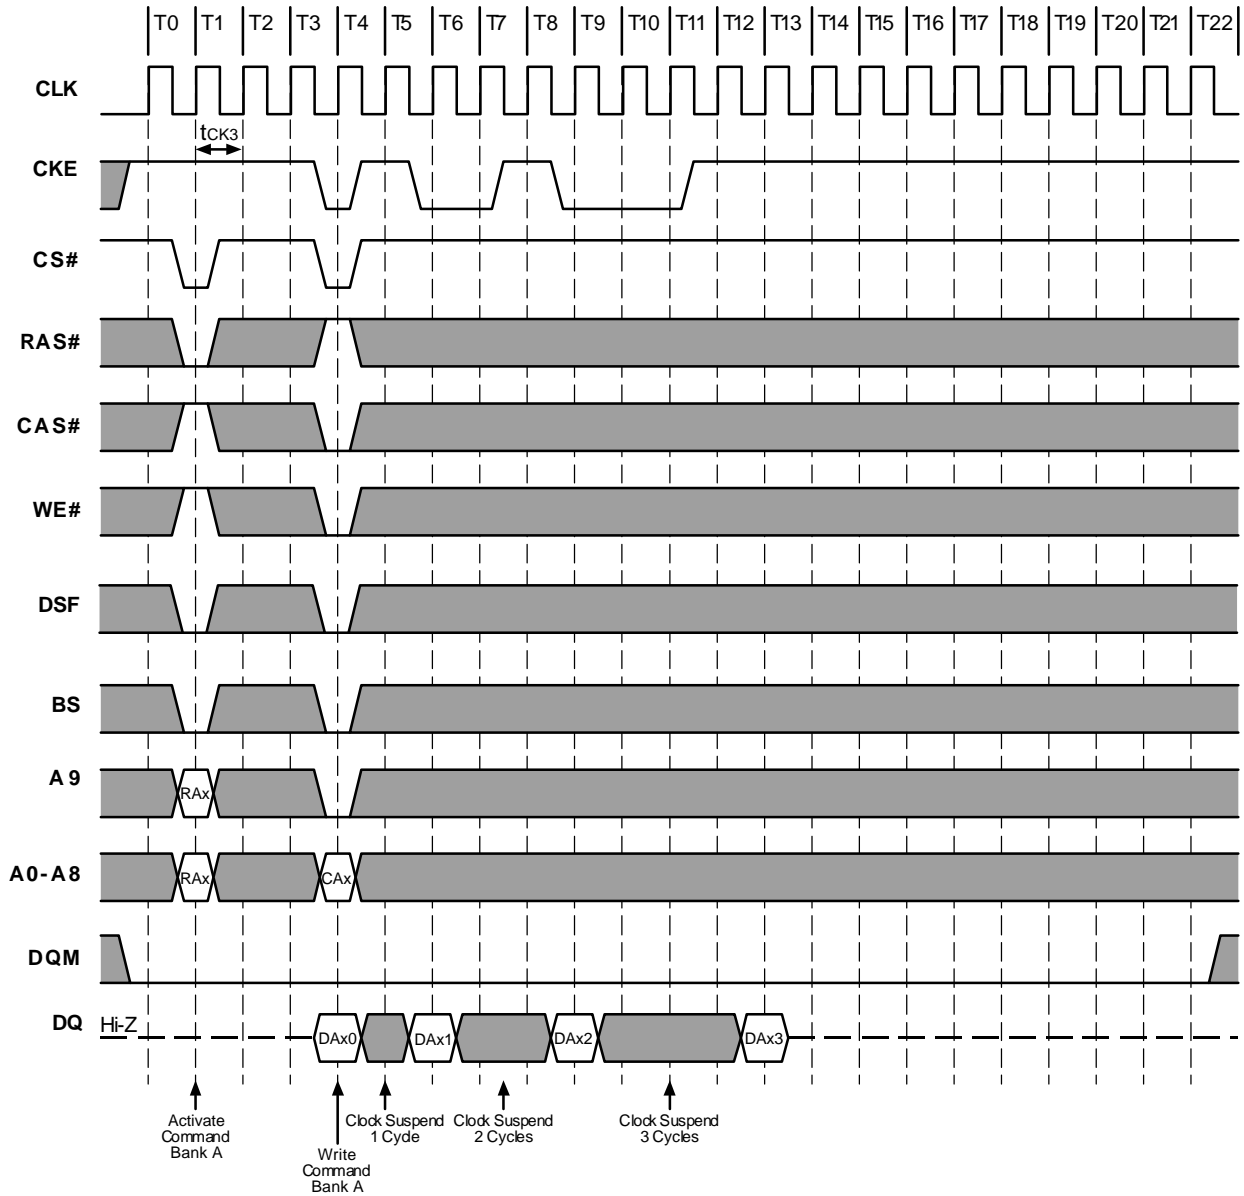 T0 T1 T2 T3 T4 T5 T6 T7 T8 T9 T10 T11 T12 T13 T14 T15 T16 T17 T18 T19 T20 T21 T22
CLK
tCK3
CKE
CS#
RAS#
CAS#
WE#
DSF
BS
A9
RAx
A0-A8
RAx CAx
DQM
DQ Hi-Z
DAx0 DAx1 DAx2 DAx3
Activate
Command
Bank A
Write
Command
Bank A
Clock Suspend
1 Cycle
Clock Suspend
2 Cycles
Clock Suspend
3 Cycles